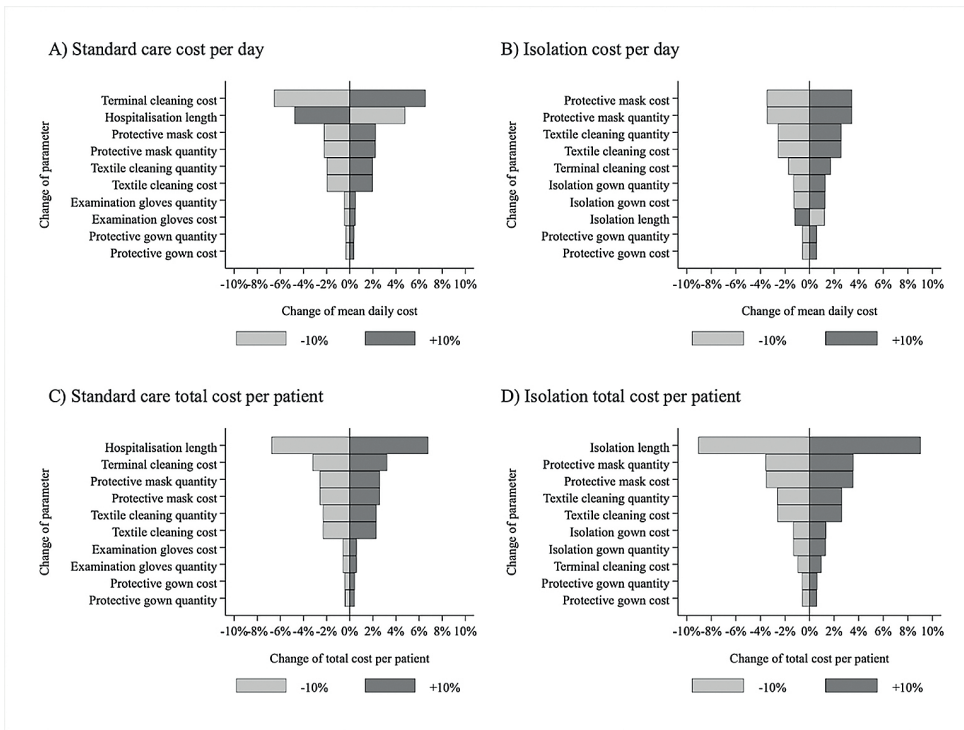 A) Standard care cost per day
Change of parameter
Terminal cleaning cost
Hospitalisation length
Protective mask cost
Protective mask quantity
Textile cleaning quantity
Textile cleaning cost
Examination gloves quantity
Examination gloves cost
Protective gown quantity
Protective gown cost
-10%-8% -6% -4% -2% 0% 2% 4% 6% 8% 10%
Change of mean daily cost
-10% +10%
B) Isolation cost per day
Change of parameter
Protective mask cost
Protective mask quantity
Textile cleaning quantity
Textile cleaning cost
Terminal cleaning cost
Isolation gown quantity
Isolation gown cost
Isolation length
Protective gown quantity
Protective gown cost
-10%-8% -6% -4% -2% 0% 2% 4% 6% 8% 10%
Change of mean daily cost
-10% +10%
C) Standard care total cost per patient
Change of parameter
Hospitalisation length
Terminal cleaning cost
Protective mask quantity
Protective mask cost
Textile cleaning quantity
Textile cleaning cost
Examination gloves cost
Examination gloves quantity
Protective gown cost
Protective gown quantity
-10%-8% -6% -4% -2% 0% 2% 4% 6% 8% 10%
Change of total cost per patient
-10% +10%
D) Isolation total cost per patient
Change of parameter
Isolation length
Protective mask quantity
Protective mask cost
Textile cleaning quantity
Textile cleaning cost
Isolation gown cost
Isolation gown quantity
Terminal cleaning cost
Protective gown quantity
Protective gown cost
-10%-8% -6% -4% -2% 0% 2% 4% 6% 8% 10%
Change of total cost per patient
-10% +10%